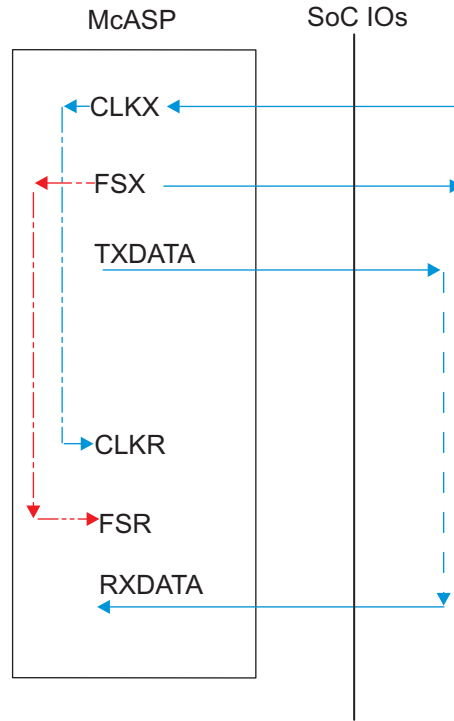 McASP
SoC IOs
CLKX
FSX
TXDATA
CLKR
FSR
RXDATA